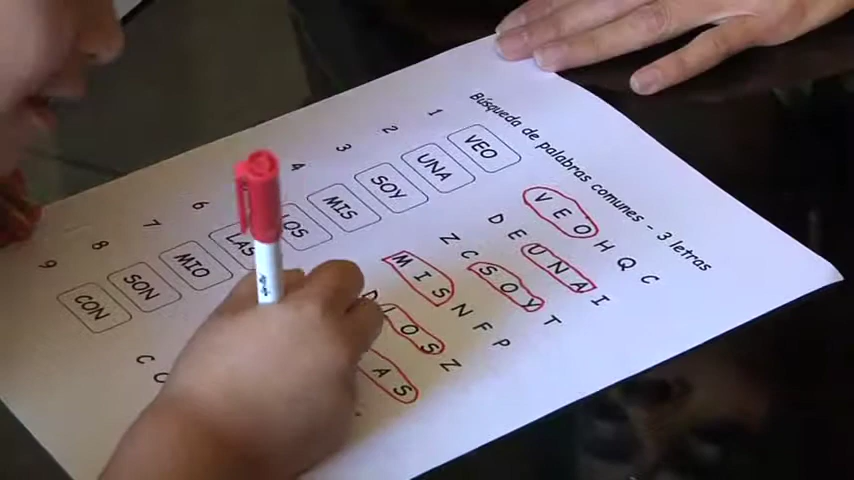 Búsqueda de palabras comunes - 3 letras
1 VEO
2 UNA
3 SOY
4 MIS
LOS
6 LAS
7 MIO
8 SON
9 CON
V E O H Q C
D E U N A I
Z C S O Y T
M I S N F P
O S Z
A S
C